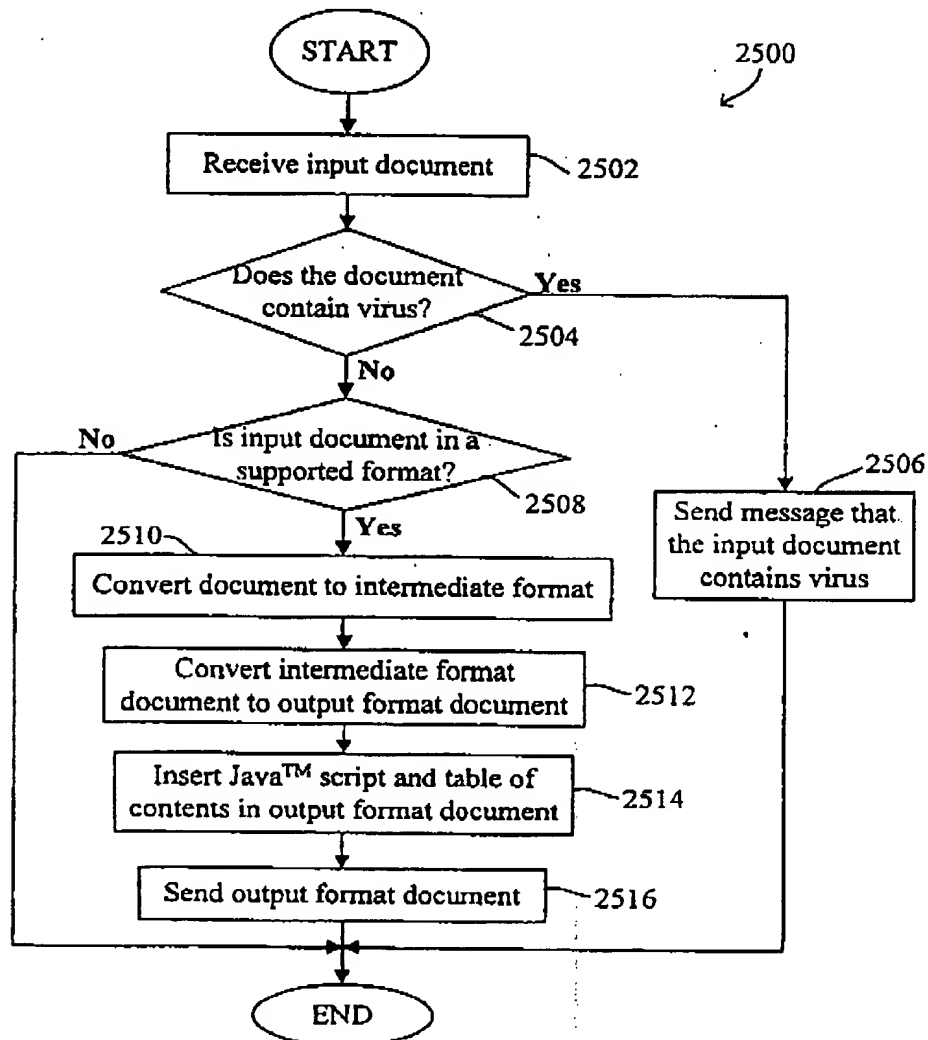 START
2500
Receive input document
2502
Does the document
contain virus?
Yes
2504
No
No
Is input document in a
supported format?
2506
2508
Send message that
the input document
contains virus
Yes
2510
Convert document to intermediate format
Convert intermediate format
document to output format document
2512
Insert Java™ script and table of
contents in output format document
2514
Send output format document
2516
END